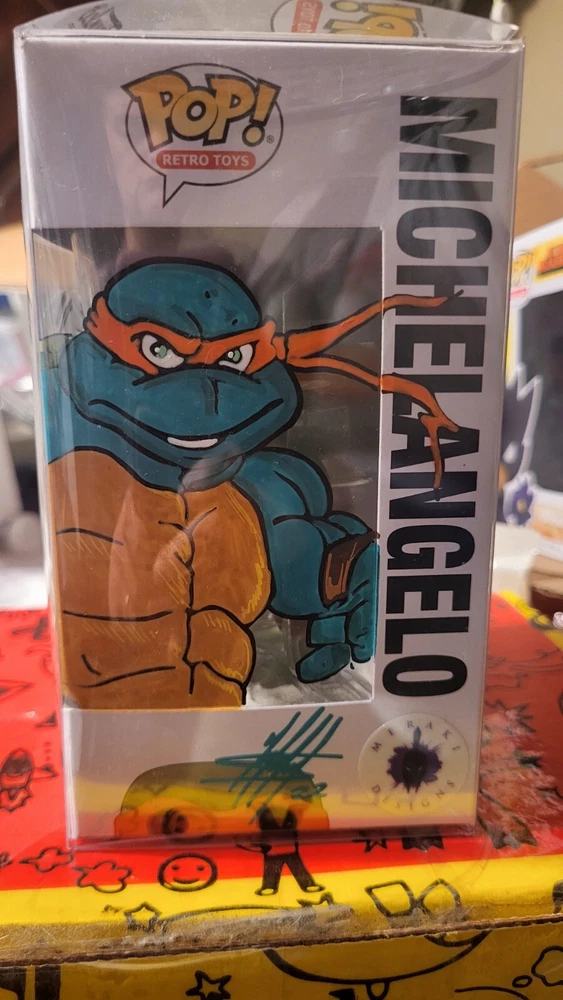 POP!
RETRO TOYS
MICHELANGELO
MERAKI
DESIGNS